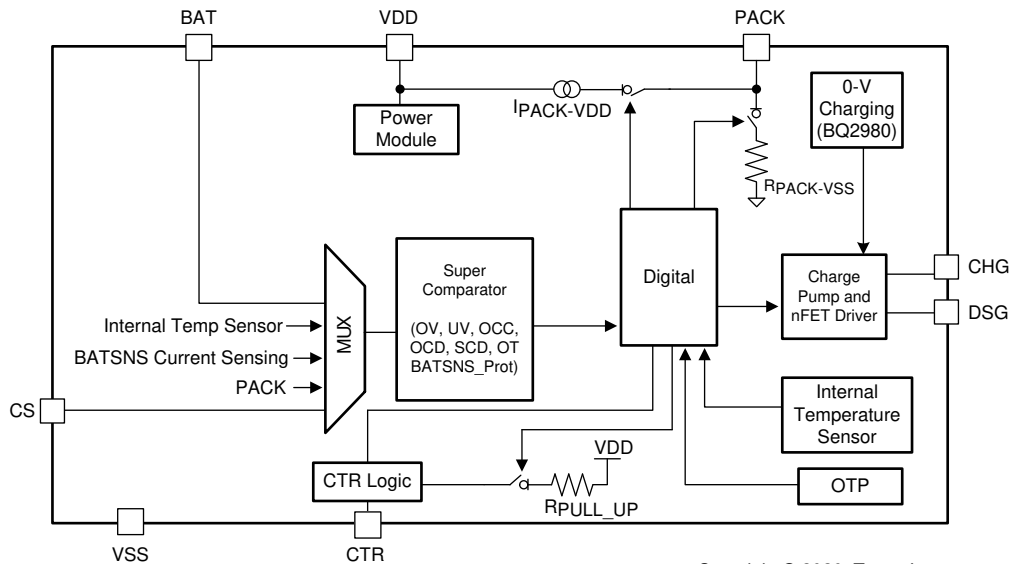 BAT
VDD
PACK
Power
Module
IPACK-VDD
0-V
Charging
(BQ2980)
RPACK-VSS
Internal Temp Sensor
BATSNS Current Sensing
PACK
MUX
Super
Comparator
(OV, UV, OCC,
OCD, SCD, OT
BATSNS_Prot)
Digital
Charge
Pump and
nFET Driver
CHG
DSG
CS
Internal
Temperature
Sensor
VDD
CTR Logic
RPULL_UP
OTP
VSS
CTR